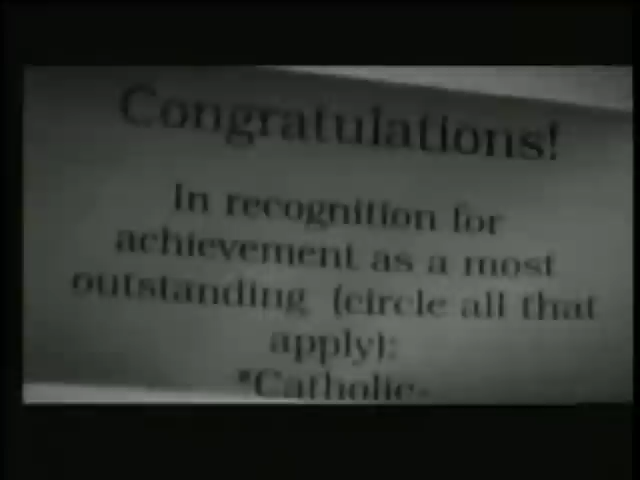 Congratulations!
In recognition for
achievement as a most
outstanding (circle all that
apply):
*Catholic-